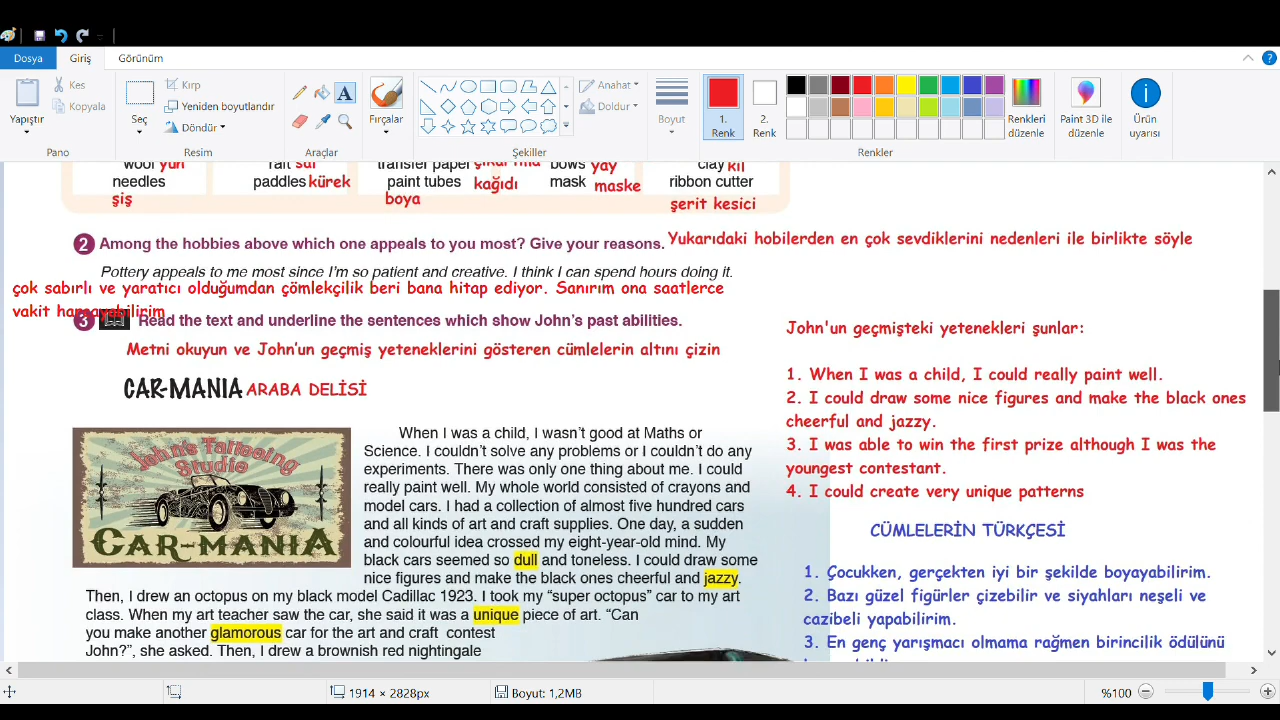 Dosya Giriş Görünüm
Kes
Kopyala
Yapıştır
Seç
Kırp
Yeniden boyutlandır
Döndür
Fırçalar
Anahat
Doldur
Boyut
1. Renk
2. Renk
Renkleri düzenle
Paint 3D ile düzenle
Ürün uyarısı
Pano Resim Araçlar Şekiller Renkler
wool yün
needles
şiş
raft sal
paddles kürek
transfer paper çıkartma
paint tubes kağıdı
boya
bows yay
mask maske
clay kil
ribbon cutter
şerit kesici
2 Among the hobbies above which one appeals to you most? Give your reasons. Yukarıdaki hobilerden en çok sevdiklerini nedenleri ile birlikte söyle
Pottery appeals to me most since I'm so patient and creative. I think I can spend hours doing it.
çok sabırlı ve yaratıcı olduğumdan çömlekçilik beri bana hitap ediyor. Sanırım ona saatlerce
vakit harcayabilirim
3 Read the text and underline the sentences which show John's past abilities.
Metni okuyun ve John'un geçmiş yeteneklerini gösteren cümlelerin altını çizin
CAR-MANIA ARABA DELİSİ
John's Tattooing
Studio
CAR-MANIA
When I was a child, I wasn't good at Maths or
Science. I couldn't solve any problems or I couldn't do any
experiments. There was only one thing about me. I could
really paint well. My whole world consisted of crayons and
model cars. I had a collection of almost five hundred cars
and all kinds of art and craft supplies. One day, a sudden
and colourful idea crossed my eight-year-old mind. My
black cars seemed so dull and toneless. I could draw some
nice figures and make the black ones cheerful and jazzy.
Then, I drew an octopus on my black model Cadillac 1923. I took my "super octopus" car to my art
class. When my art teacher saw the car, she said it was a unique piece of art. "Can
you make another glamorous car for the art and craft contest
John?", she asked. Then, I drew a brownish red nightingale
John'un geçmişteki yetenekleri şunlar:
1. When I was a child, I could really paint well.
2. I could draw some nice figures and make the black ones
cheerful and jazzy.
3. I was able to win the first prize although I was the
youngest contestant.
4. I could create very unique patterns
CÜMLELERİN TÜRKÇESİ
1. Çocukken, gerçekten iyi bir şekilde boyayabilirim.
2. Bazı güzel figürler çizebilir ve siyahları neşeli ve
cazibeli yapabilirim.
3. En genç yarışmacı olmama rağmen birincilik ödülünü
1914 × 2828px
Boyut: 1,2MB
%100